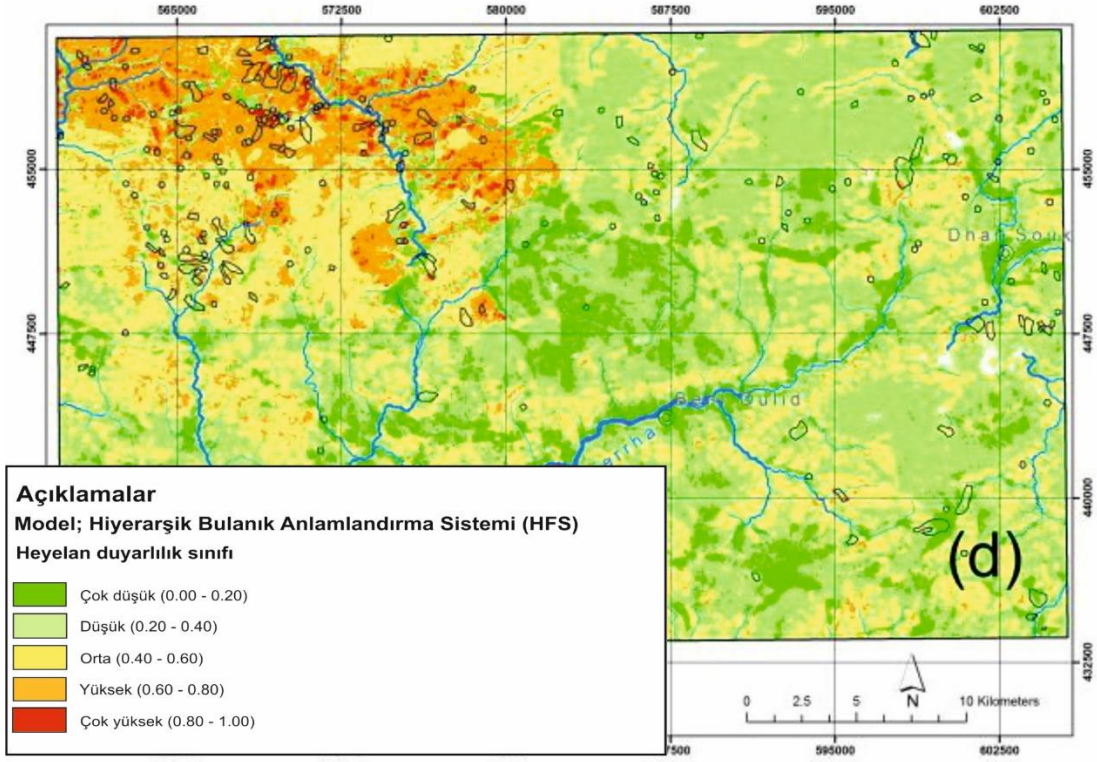 565000 572500 580000 587500 595000 602500
455000 455000
Dhar Souk
447500 447500
Beni Oulid
errha
440000
(d)
Açıklamalar
Model; Hiyerarşik Bulanık Anlamlandırma Sistemi (HFS)
Heyelan duyarlılık sınıfı
Çok düşük (0.00 - 0.20)
Düşük (0.20 - 0.40)
Orta (0.40 - 0.60)
Yüksek (0.60 - 0.80)
Çok yüksek (0.80 - 1.00)
432500
N
0 2.5 5 10 Kilometers
7500 595000 602500